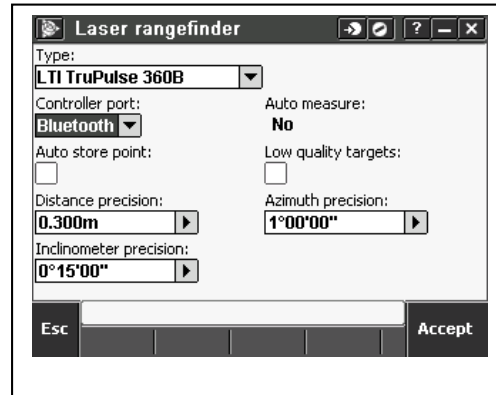 Laser rangefinder ? – ×
Type:
LTI TruPulse 360B
Controller port: Auto measure:
Bluetooth No
Auto store point: Low quality targets:
Distance precision: Azimuth precision:
0.300m 1°00'00"
Inclinometer precision:
0°15'00"
Esc Accept